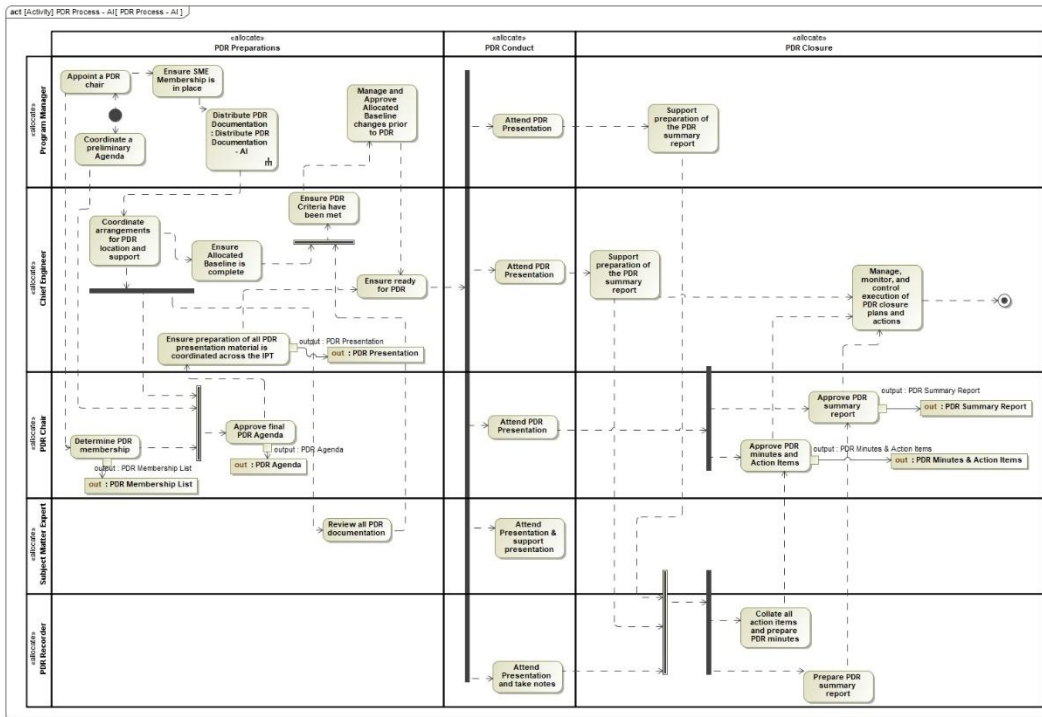 act [Activity] PDR Process - AI[ PDR Process - AI ]
«allocate»
PDR Preparations
«allocate»
PDR Conduct
«allocate»
PDR Closure
«allocate»
Program Manager
Appoint a PDR
chair
Ensure SME
Membership is
in place
Coordinate a
preliminary
Agenda
Distribute PDR
Documentation
: Distribute PDR
Documentation
- AI
Manage and
Approve
Allocated
Baseline
changes prior
to PDR
Attend PDR
Presentation
Support
preparation of
the PDR
summary
report
«allocate»
Chief Engineer
Coordinate
arrangements
for PDR
location and
support
Ensure
Allocated
Baseline is
complete
Ensure PDR
Criteria have
been met
Ensure ready
for PDR
Ensure preparation of all PDR
presentation material is
coordinated across the IPT
output : PDR Presentation
out : PDR Presentation
Attend PDR
Presentation
Support
preparation of
the PDR
summary
report
Manage,
monitor, and
control
execution of
PDR closure
plans and
actions
«allocate»
PDR Chair
Determine PDR
membership
output : PDR Membership List
out : PDR Membership List
Approve final
PDR Agenda
output : PDR Agenda
out : PDR Agenda
Attend PDR
Presentation
Approve PDR
summary
report
output : PDR Summary Report
out : PDR Summary Report
Approve PDR
minutes and
Action Items
output : PDR Minutes & Action Items
out : PDR Minutes & Action Items
«allocate»
Subject Matter Expert
Review all PDR
documentation
Attend
Presentation &
support
presentation
«allocate»
PDR Recorder
Attend
Presentation
and take notes
Collate all
action items
and prepare
PDR minutes
Prepare PDR
summary
report